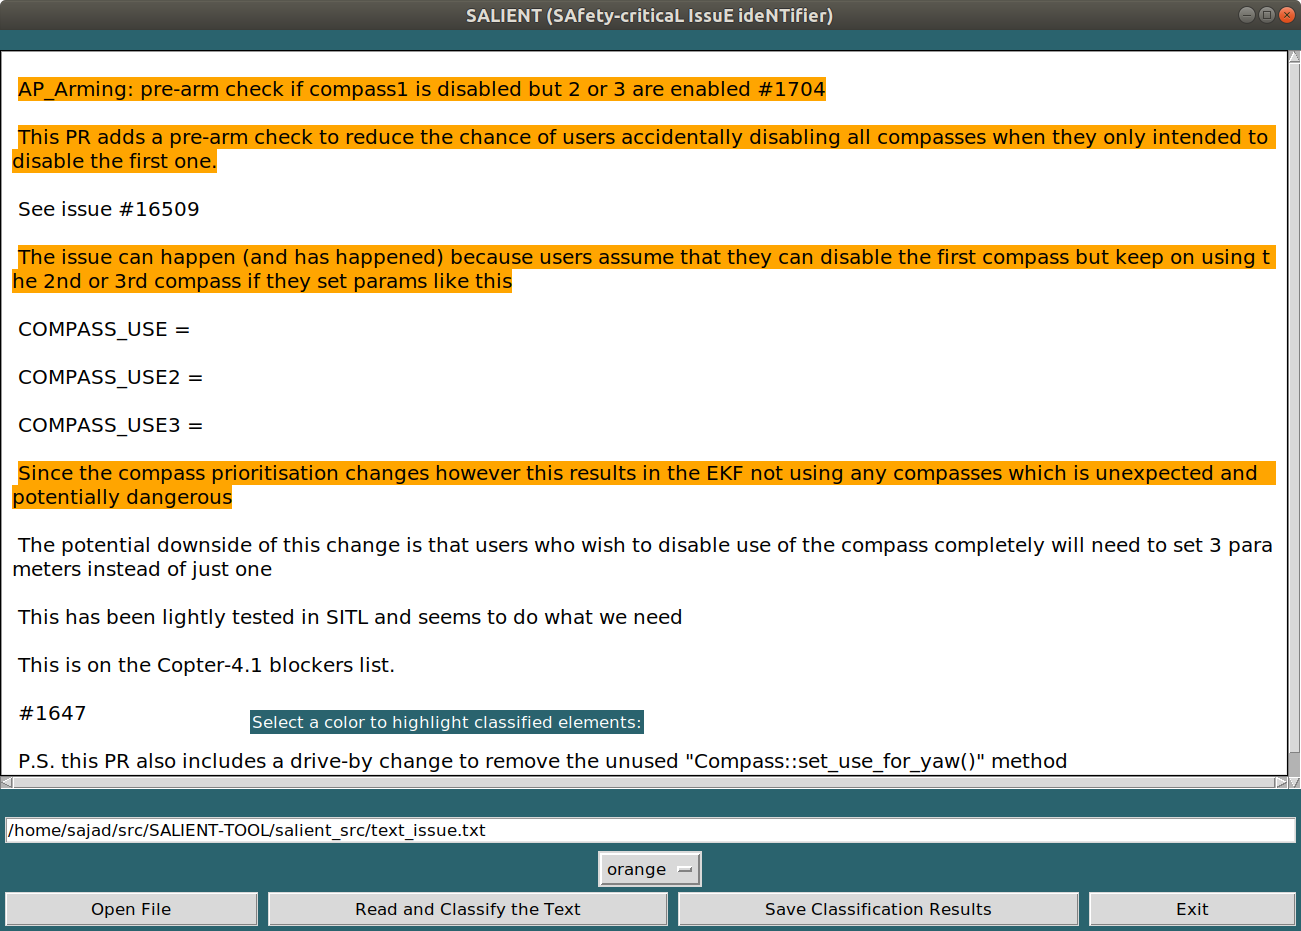 SALIENT (SAfety-criticaL IssuE ideNTifier)
AP_Arming: pre-arm check if compass1 is disabled but 2 or 3 are enabled #1704
This PR adds a pre-arm check to reduce the chance of users accidentally disabling all compasses when they only intended to
disable the first one.
See issue #16509
The issue can happen (and has happened) because users assume that they can disable the first compass but keep on using t
he 2nd or 3rd compass if they set params like this
COMPASS_USE =
COMPASS_USE2 =
COMPASS_USE3 =
Since the compass prioritisation changes however this results in the EKF not using any compasses which is unexpected and
potentially dangerous
The potential downside of this change is that users who wish to disable use of the compass completely will need to set 3 para
meters instead of just one
This has been lightly tested in SITL and seems to do what we need
This is on the Copter-4.1 blockers list.
#1647
Select a color to highlight classified elements:
P.S. this PR also includes a drive-by change to remove the unused "Compass::set_use_for_yaw()" method
/home/sajad/src/SALIENT-TOOL/salient_src/text_issue.txt
orange
Open File
Read and Classify the Text
Save Classification Results
Exit